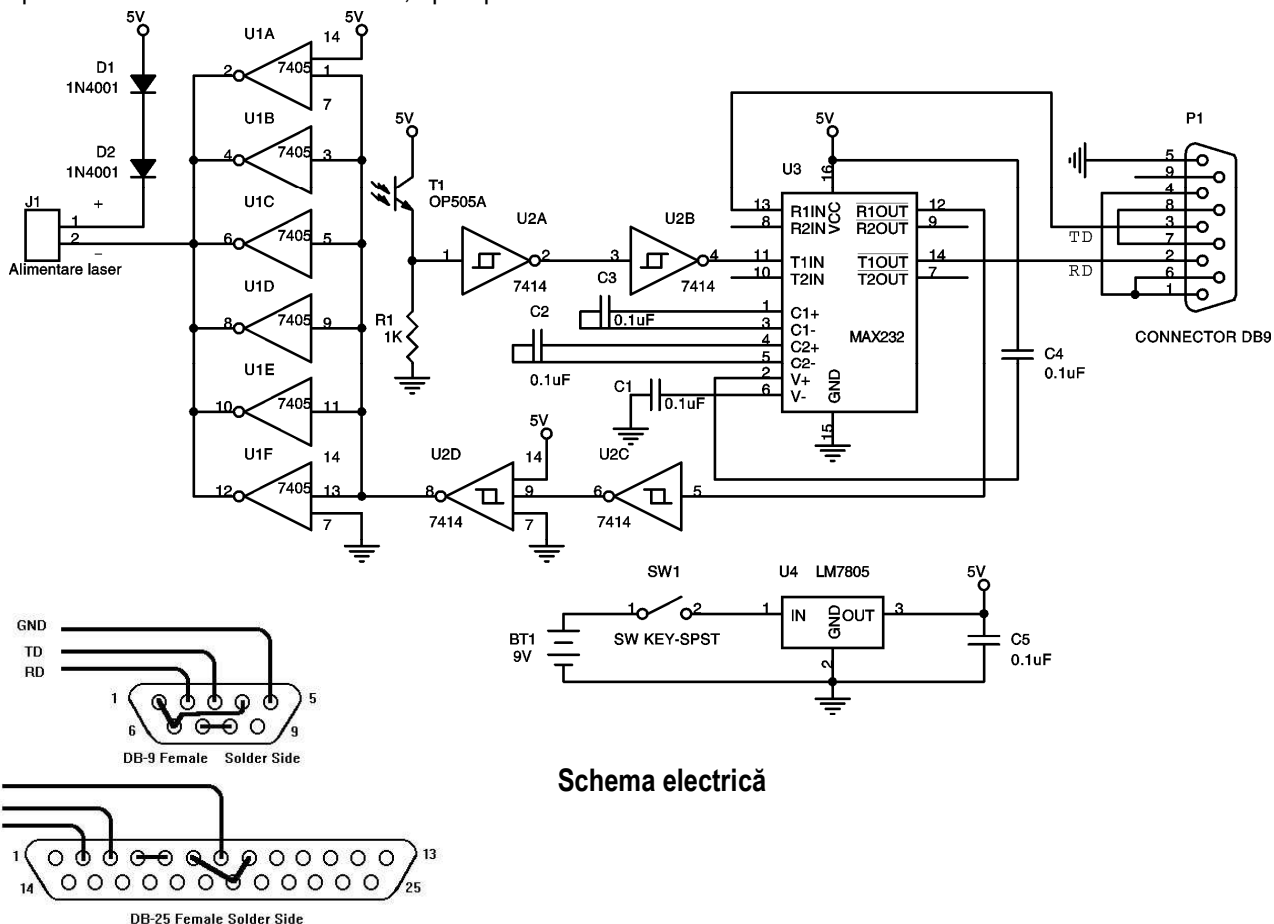 5V
D1
1N4001
D2
1N4001
J1
1
2
+
–
Alimentare laser
U1A
5V
14
2
7405
1
7
U1B
4
7405
3
U1C
6
7405
5
U1D
8
7405
9
U1E
10
7405
11
U1F
14
12
7405
13
7
5V
T1
OP505A
R1
1K
U2A
1
2
7414
U2B
3
4
7414
C3
0.1uF
C2
0.1uF
C1
0.1uF
5V
U3
16
13 R1IN VCC R1OUT 12
8 R2IN R2OUT 9
11 T1IN T1OUT 14
10 T2IN T2OUT 7
1 C1+
3 C1-
4 C2+
5 C2-
2 V+
6 V-
MAX232
GND
15
C4
0.1uF
P1
5
9
4
8
3
7
2
6
1
TD
RD
CONNECTOR DB9
U2D
5V
14
8
9
7414
7
U2C
6
5
7414
SW1
1
2
SW KEY-SPST
BT1
9V
U4 LM7805
1
IN GND OUT
3
2
5V
C5
0.1uF
GND
TD
RD
1
5
6
9
DB-9 Female Solder Side
Schema electrică
1
13
14
25
DB-25 Female Solder Side